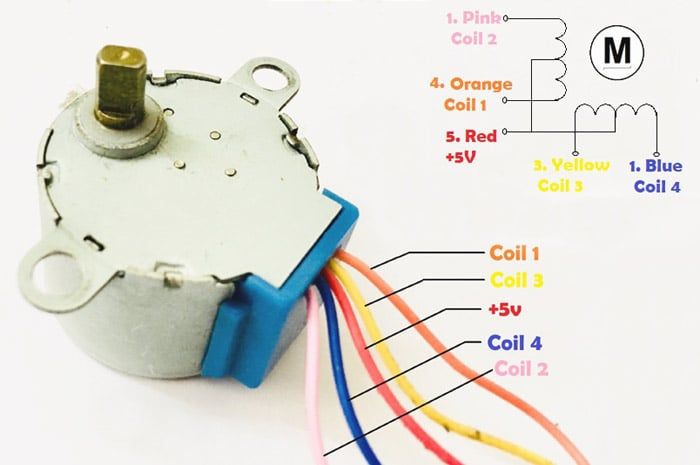 1. Pink
Coil 2
M
4. Orange
Coil 1
5. Red
+5V
3. Yellow
Coil 3
1. Blue
Coil 4
Coil 1
Coil 3
+5v
Coil 4
Coil 2